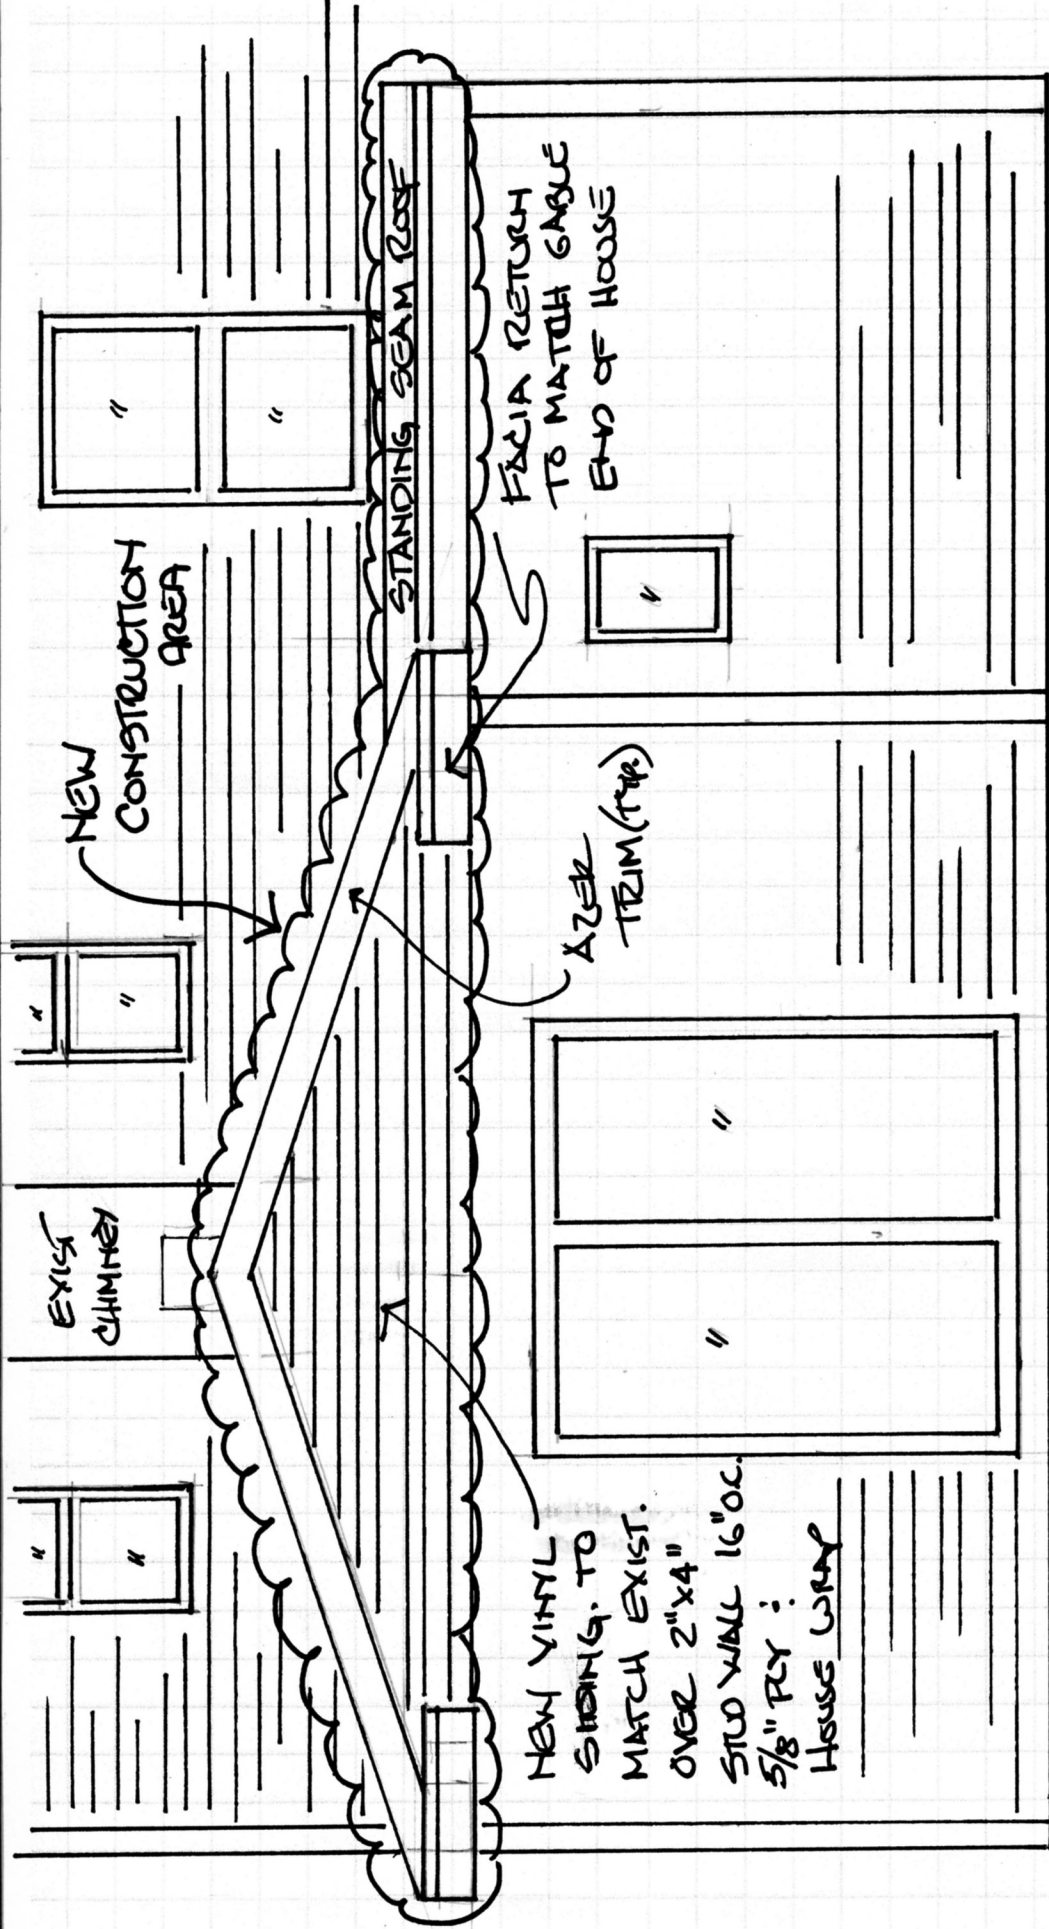 EXIST
CHIMNEY
NEW
CONSTRUCTION
AREA
STANDING SEAM ROOF
NEW VINYL
SIDING. TO
MATCH EXIST.
OVER 2"X4"
STUD WALL 16"O.C.
5/8" PLY &
HOUSE WRAP
AZEK
TRIM (TYP.)
FACIA RETURN
TO MATCH GABLE
END OF HOUSE